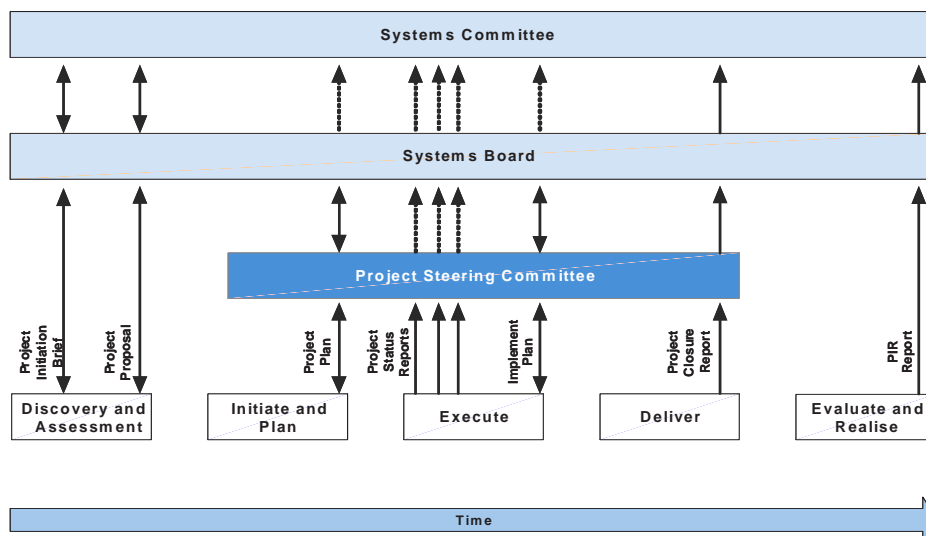 Systems Committee
Systems Board
Project Steering Committee
Project
Initiation
Brief
Project
Proposal
Project
Plan
Project
Status
Reports
Implement
Plan
Project
Closure
Report
PIR
Report
Discovery and
Assessment
Initiate and
Plan
Execute
Deliver
Evaluate and
Realise
Time